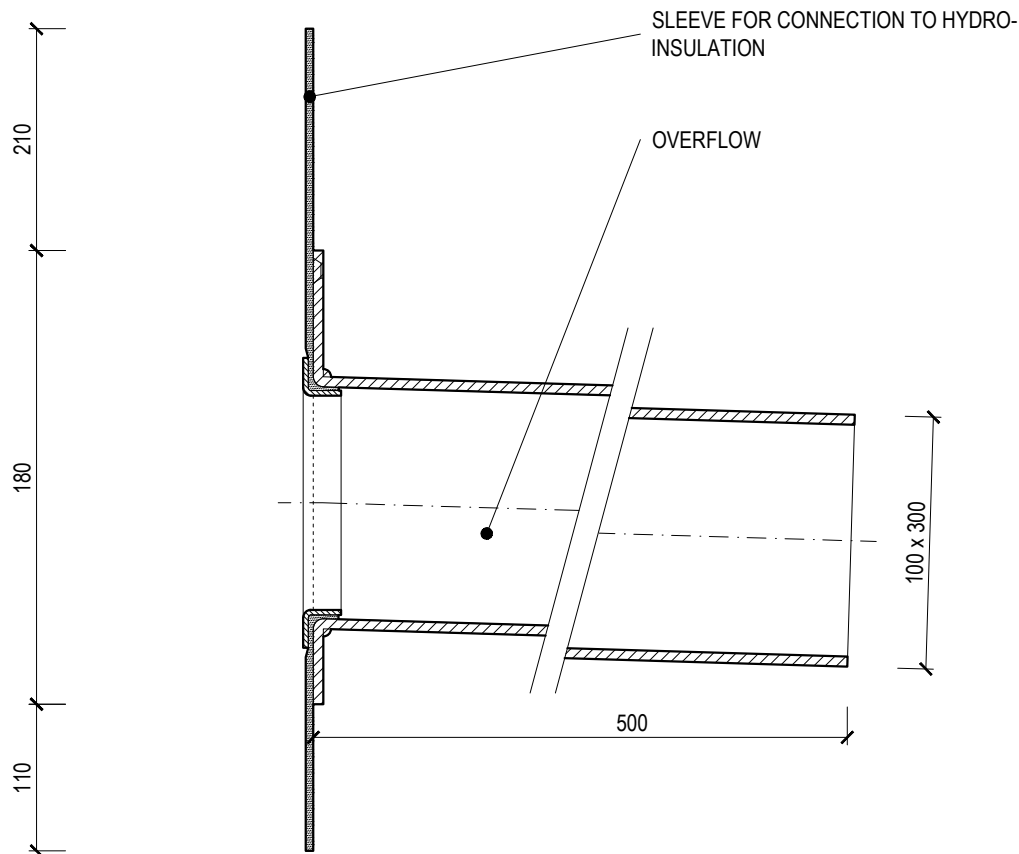 SLEEVE FOR CONNECTION TO HYDRO-
INSULATION
OVERFLOW
210
180
110
500
100 x 300